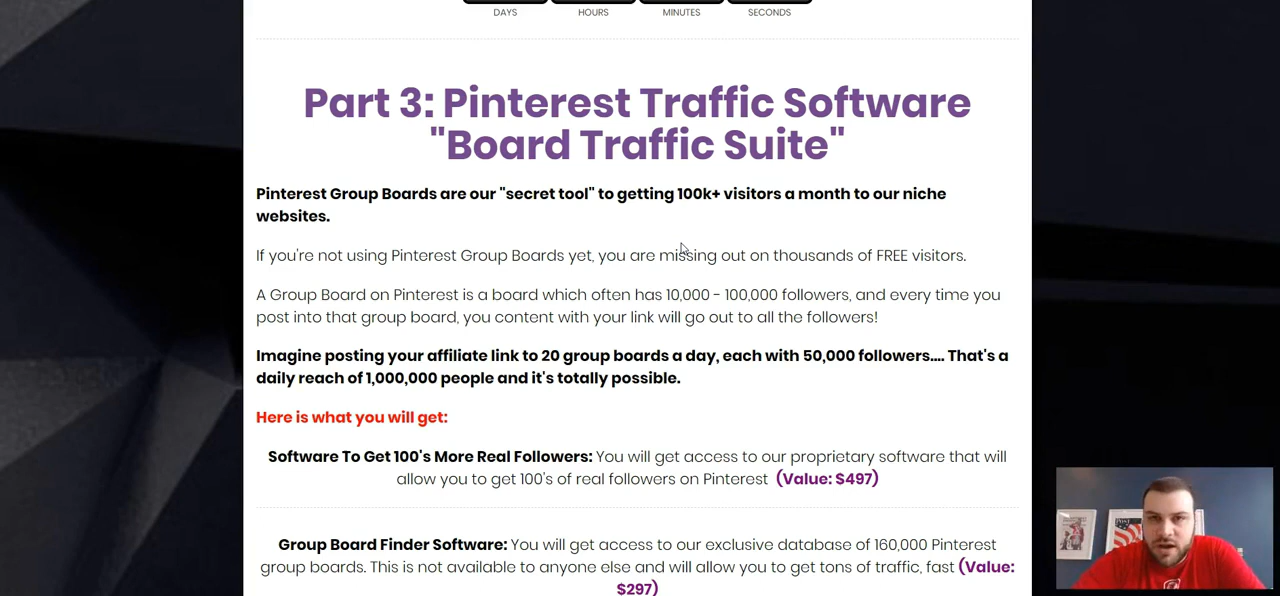 DAYS HOURS MINUTES SECONDS
Part 3: Pinterest Traffic Software
"Board Traffic Suite"
Pinterest Group Boards are our "secret tool" to getting 100k+ visitors a month to our niche
websites.
If you're not using Pinterest Group Boards yet, you are missing out on thousands of FREE visitors.
A Group Board on Pinterest is a board which often has 10,000 - 100,000 followers, and every time you
post into that group board, you content with your link will go out to all the followers!
Imagine posting your affiliate link to 20 group boards a day, each with 50,000 followers.... That's a
daily reach of 1,000,000 people and it's totally possible.
Here is what you will get:
Software To Get 100's More Real Followers: You will get access to our proprietary software that will
allow you to get 100's of real followers on Pinterest (Value: $497)
Group Board Finder Software: You will get access to our exclusive database of 160,000 Pinterest
group boards. This is not available to anyone else and will allow you to get tons of traffic, fast (Value:
$297)
Post